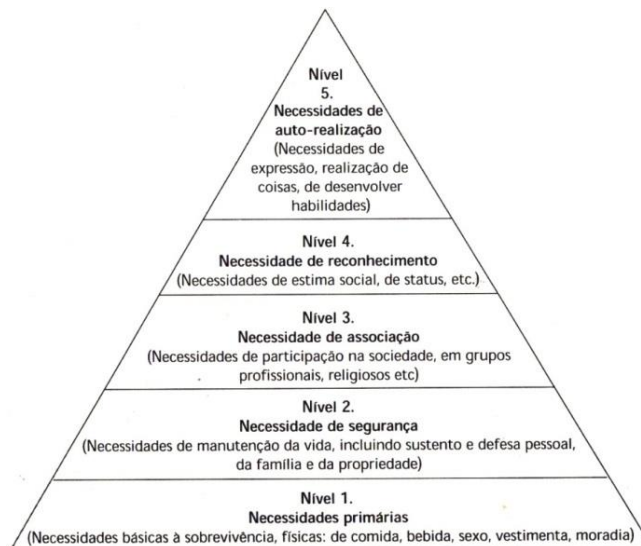 Nível
5.
Necessidades de
auto-realização
(Necessidades de
expressão, realização de
coisas, de desenvolver
habilidades)
Nível 4.
Necessidade de reconhecimento
(Necessidades de estima social, de status, etc.)
Nível 3.
Necessidade de associação
(Necessidades de participação na sociedade, em grupos
profissionais, religiosos etc)
Nível 2.
Necessidade de segurança
(Necessidades de manutenção da vida, incluindo sustento e defesa pessoal,
da família e da propriedade)
Nível 1.
Necessidades primárias
(Necessidades básicas à sobrevivência, físicas: de comida, bebida, sexo, vestimenta, moradia)